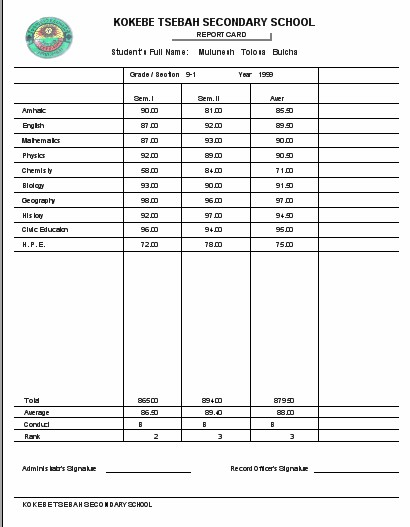 KOKEBE TSEBAH SECONDARY SCHOOL
REPORT CARD
Student's Full Name: Mulunesh Tolosa Bulcha
Grade / Section 9-1 Year 1999
Sem. I Sem. II Aver
Amharic 90.00 81.00 85.50
English 87.00 92.00 89.50
Mathematics 87.00 93.00 90.00
Physics 92.00 89.00 90.50
Chemistry 58.00 84.00 71.00
Biology 93.00 90.00 91.50
Geography 98.00 96.00 97.00
History 92.00 97.00 94.50
Civic Education 96.00 94.00 95.00
H. P. E. 72.00 78.00 75.00
Total 865.00 894.00 879.50
Average 86.50 89.40 88.00
Conduct B B B
Rank 2 3 3
Administrator's Signature Record Officer's Signature
KOKEBE TSEBAH SECONDARY SCHOOL